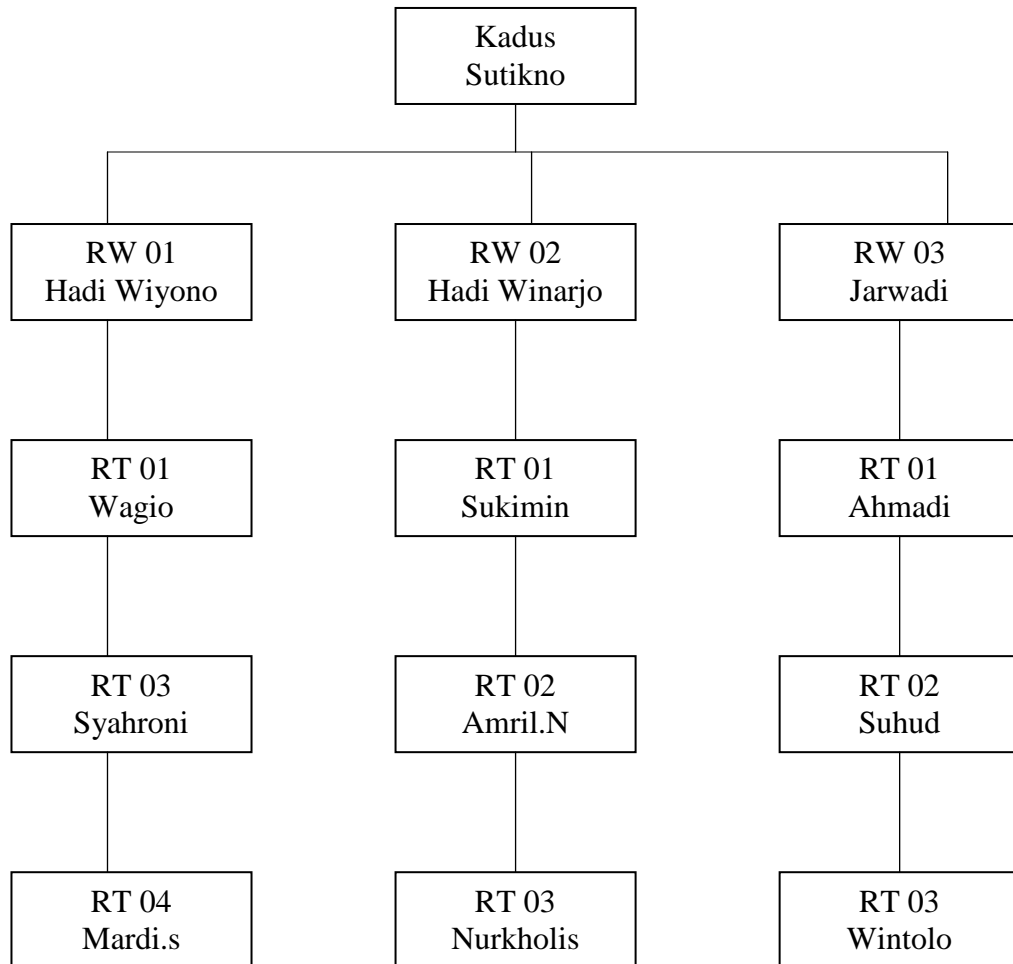 Kadus
Sutikno
RW 01
Hadi Wiyono
RW 02
Hadi Winarjo
RW 03
Jarwadi
RT 01
Wagio
RT 01
Sukimin
RT 01
Ahmadi
RT 03
Syahroni
RT 02
Amril.N
RT 02
Suhud
RT 04
Mardi.s
RT 03
Nurkholis
RT 03
Wintolo